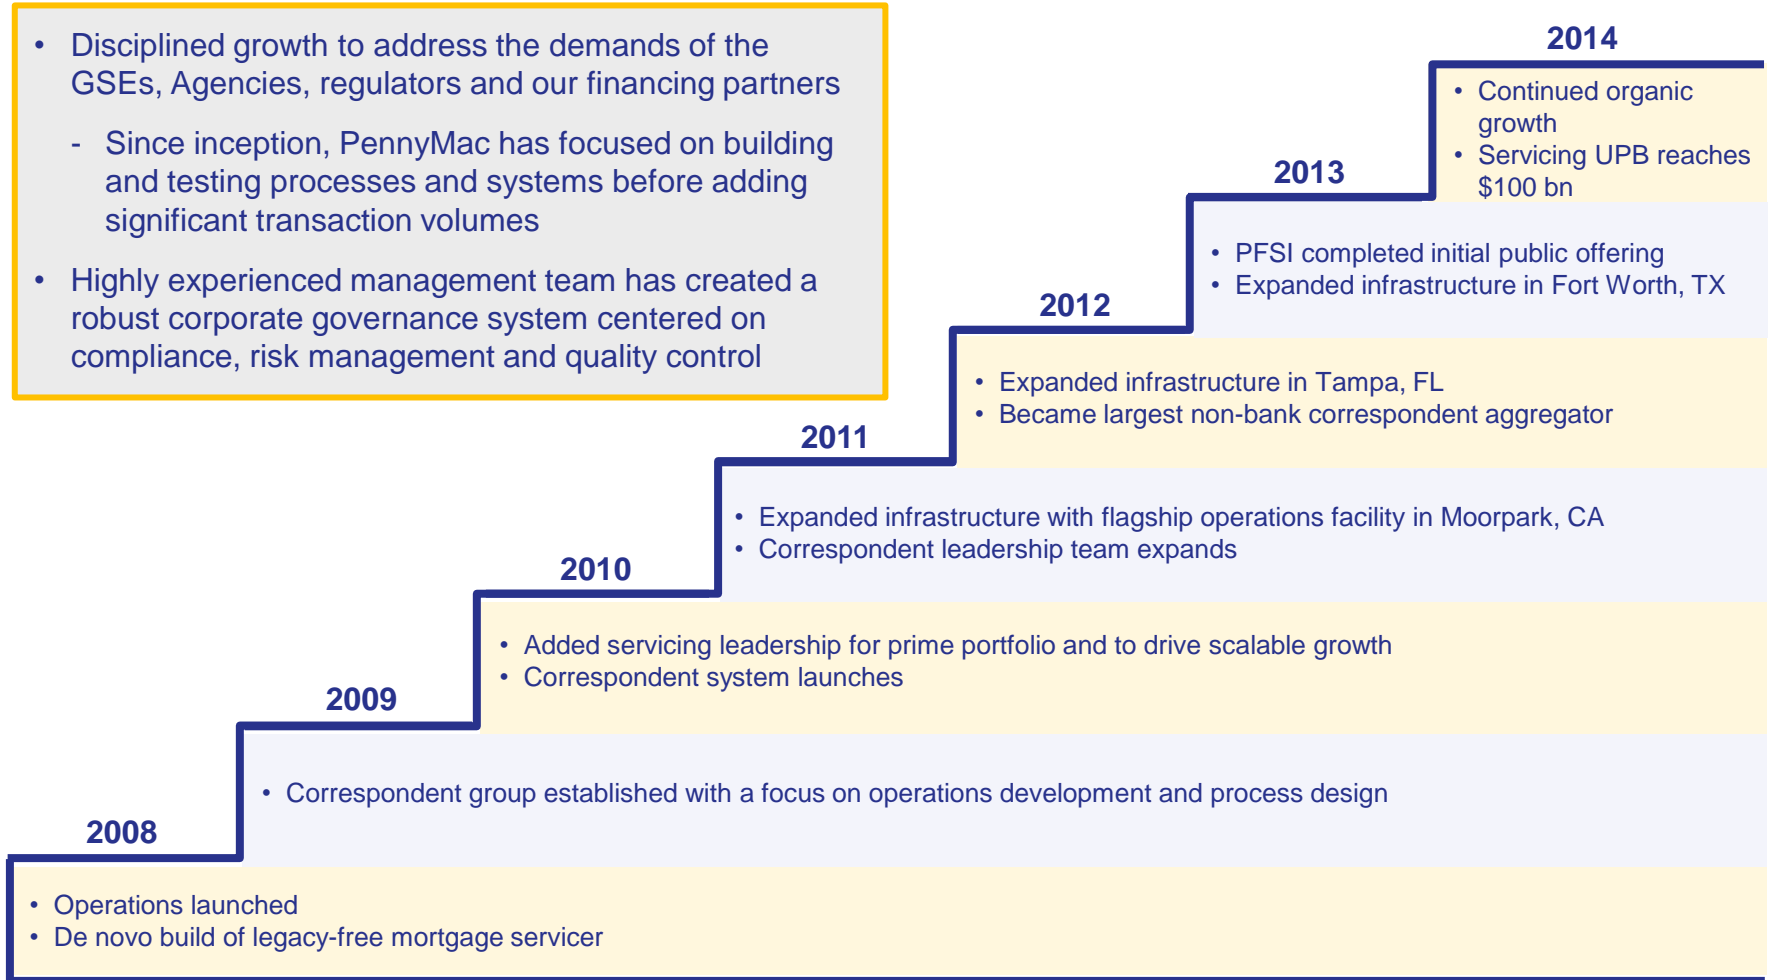 • Disciplined growth to address the demands of the
GSEs, Agencies, regulators and our financing partners
- Since inception, PennyMac has focused on building
and testing processes and systems before adding
significant transaction volumes
• Highly experienced management team has created a
robust corporate governance system centered on
compliance, risk management and quality control
2014
• Continued organic
growth
• Servicing UPB reaches
$100 bn
2013
• PFSI completed initial public offering
• Expanded infrastructure in Fort Worth, TX
2012
• Expanded infrastructure in Tampa, FL
• Became largest non-bank correspondent aggregator
2011
• Expanded infrastructure with flagship operations facility in Moorpark, CA
• Correspondent leadership team expands
2010
• Added servicing leadership for prime portfolio and to drive scalable growth
• Correspondent system launches
2009
• Correspondent group established with a focus on operations development and process design
2008
• Operations launched
• De novo build of legacy-free mortgage servicer